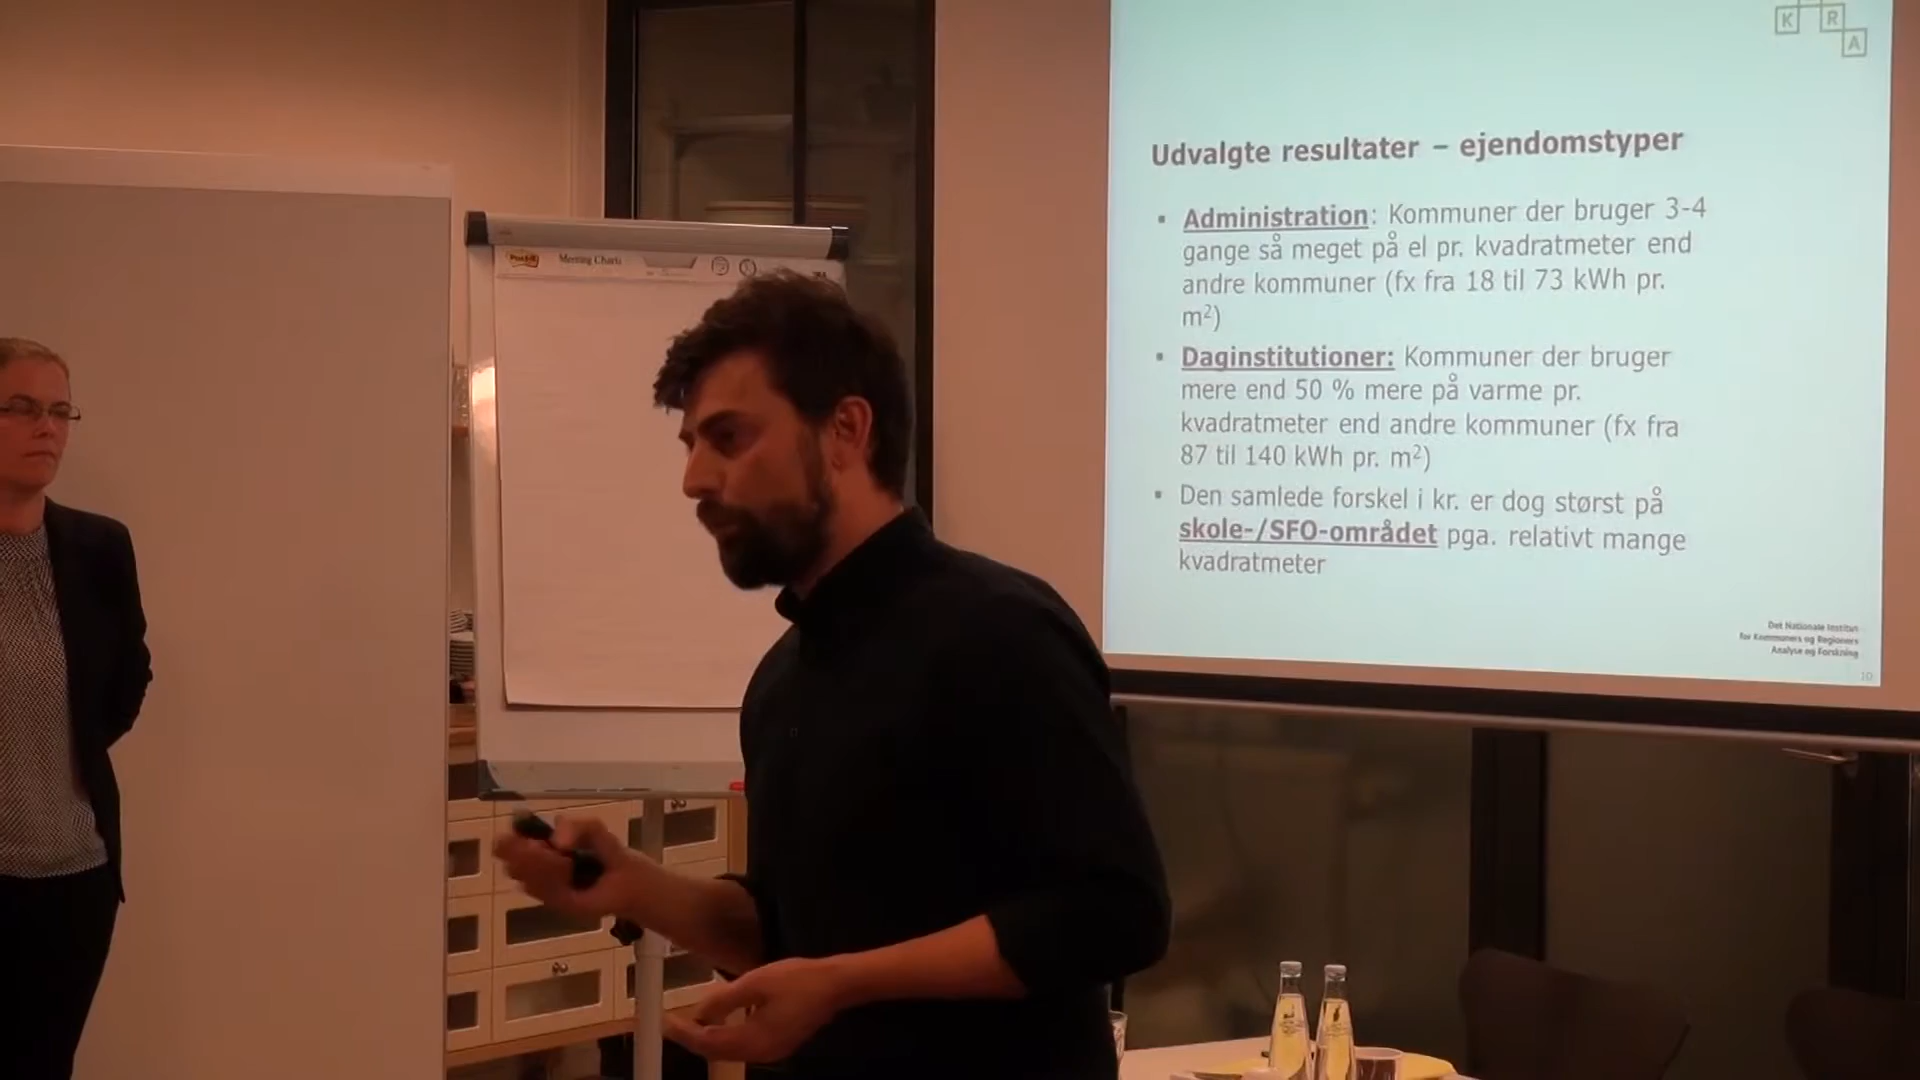 K R
A
Udvalgte resultater – ejendomstyper
▪ Administration: Kommuner der bruger 3-4
gange så meget på el pr. kvadratmeter end
andre kommuner (fx fra 18 til 73 kWh pr.
m²)
▪ Daginstitutioner: Kommuner der bruger
mere end 50 % mere på varme pr.
kvadratmeter end andre kommuner (fx fra
87 til 140 kWh pr. m²)
▪ Den samlede forskel i kr. er dog størst på
skole-/SFO-området pga. relativt mange
kvadratmeter
Det Nationale Institut
for Kommuners og Regioners
Analyse og Forskning
10
Post-it Meeting Charts